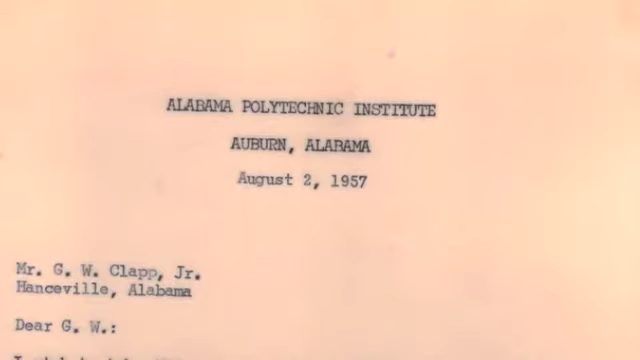 ALABAMA POLYTECHNIC INSTITUTE
AUBURN, ALABAMA
August 2, 1957
Mr. G. W. Clapp, Jr.
Hanceville, Alabama
Dear G. W.: